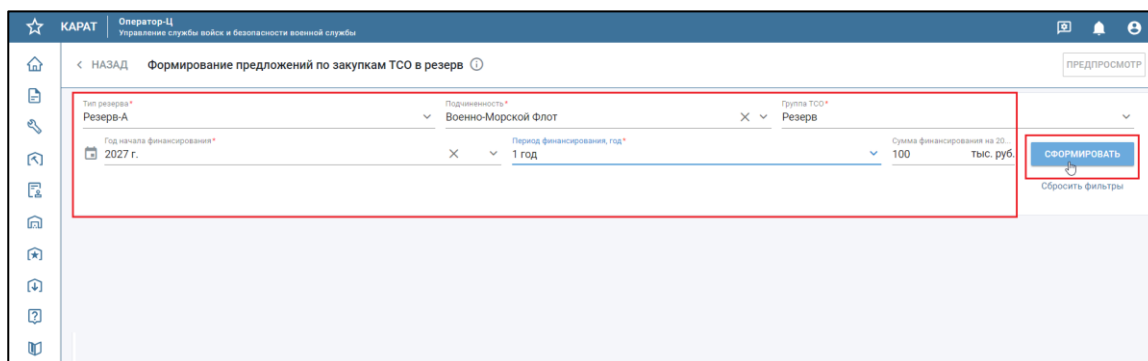 КАРАТ
Оператор-Ц
Управление службы войск и безопасности военной службы
НАЗАД Формирование предложений по закупкам ТСО в резерв
ПРЕДПРОСМОТР
Тип резерва* Подчиненность* Группа ТСО*
Резерв-А Военно-Морской Флот Резерв
Год начала финансирования* Период финансирования, год* Сумма финансирования на 20...
2027 г. 1 год 100 тыс. руб.
СФОРМИРОВАТЬ
Сбросить фильтры